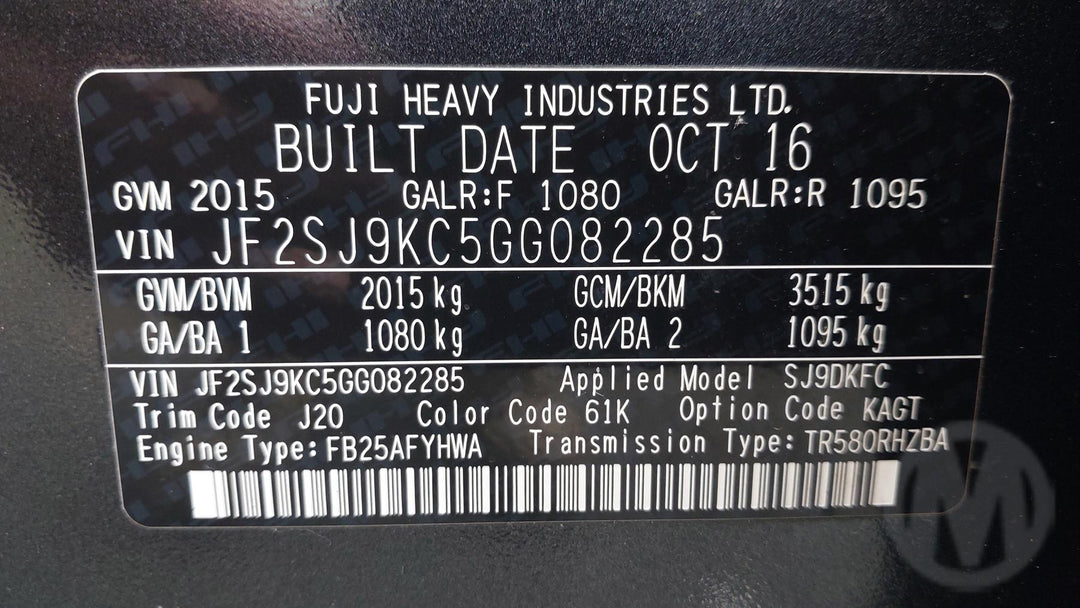 FUJI HEAVY INDUSTRIES LTD.
BUILT DATE OCT 16
GVM 2015 GALR:F 1080 GALR:R 1095
VIN JF2SJ9KC5GG082285
GVM/BVM 2015 kg GCM/BKM 3515 kg
GA/BA 1 1080 kg GA/BA 2 1095 kg
VIN JF2SJ9KC5GG082285 Applied Model SJ9DKFC
Trim Code J20 Color Code 61K Option Code KAGT
Engine Type:FB25AFYHWA Transmission Type:TR580RHZBA
M